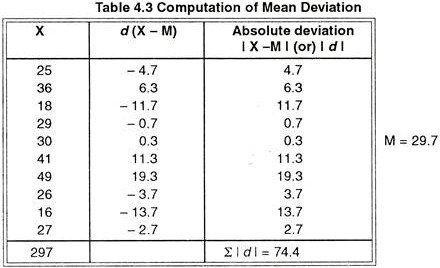 Table 4.3 Computation of Mean Deviation
X d (X – M) Absolute deviation
I X –M I (or) I d I
25 – 4.7 4.7
36 6.3 6.3
18 – 11.7 11.7
29 – 0.7 0.7
30 0.3 0.3 M = 29.7
41 11.3 11.3
49 19.3 19.3
26 – 3.7 3.7
16 – 13.7 13.7
27 – 2.7 2.7
297 Σ I d I = 74.4